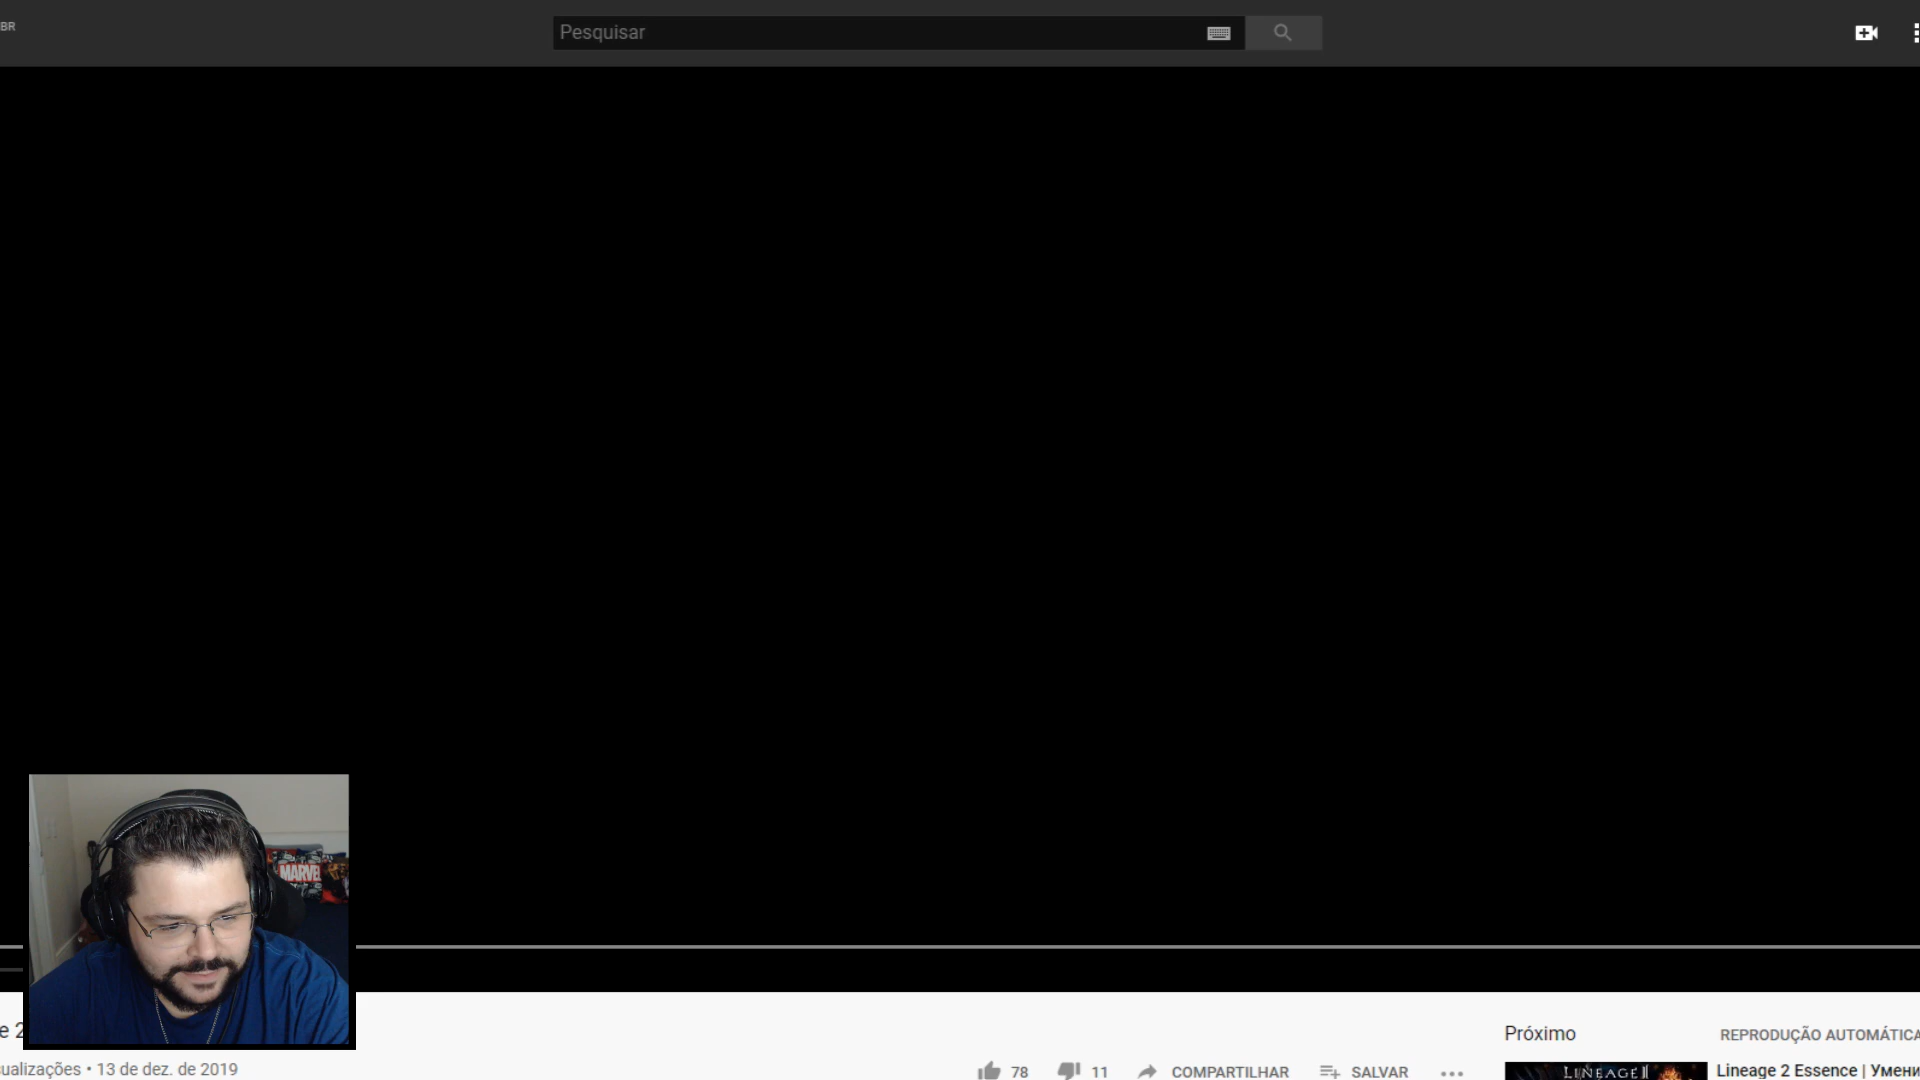 BR
Pesquisar
MARVEL
e 2
Próximo
REPRODUÇÃO AUTOMÁTICA
ualizações • 13 de dez. de 2019
78
11
COMPARTILHAR
SALVAR
LINEAGE II
Lineage 2 Essence | Умени